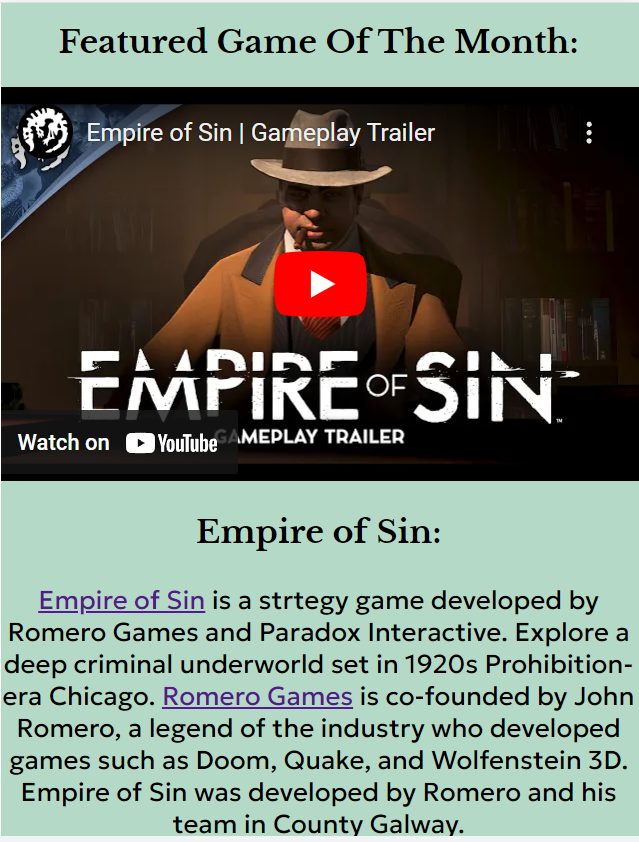 Featured Game Of The Month:
Empire of Sin | Gameplay Trailer
EMPIRE OF SIN™
GAMEPLAY TRAILER
Watch on YouTube
Empire of Sin:
Empire of Sin is a strtegy game developed by
Romero Games and Paradox Interactive. Explore a
deep criminal underworld set in 1920s Prohibition-
era Chicago. Romero Games is co-founded by John
Romero, a legend of the industry who developed
games such as Doom, Quake, and Wolfenstein 3D.
Empire of Sin was developed by Romero and his
team in County Galway.